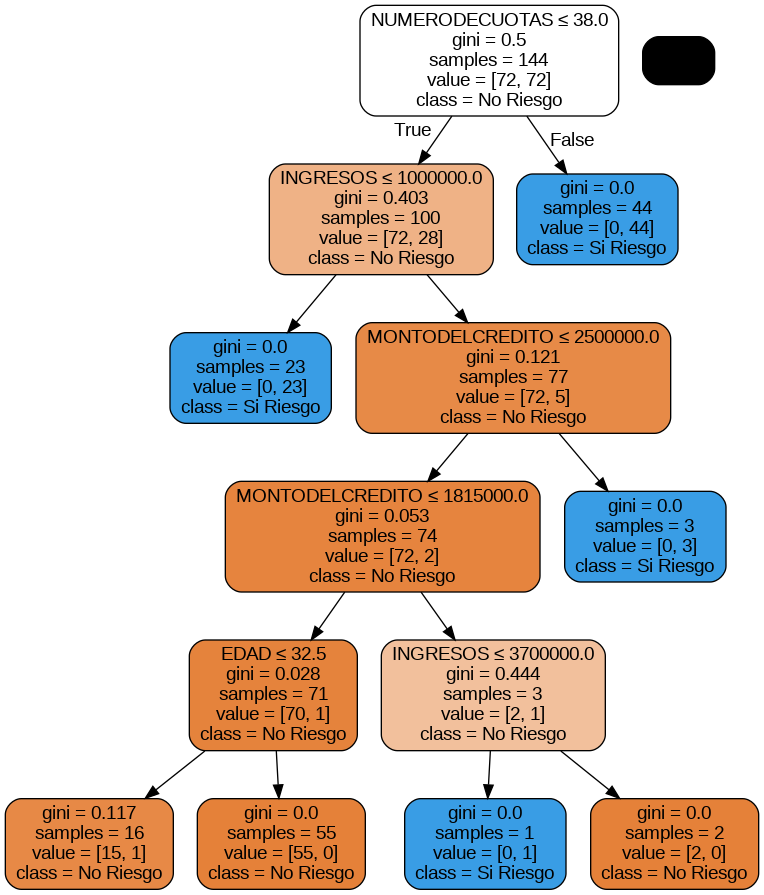 NUMERODECUOTAS ≤ 38.0
gini = 0.5
samples = 144
value = [72, 72]
class = No Riesgo
True
False
INGRESOS ≤ 1000000.0
gini = 0.403
samples = 100
value = [72, 28]
class = No Riesgo
gini = 0.0
samples = 44
value = [0, 44]
class = Si Riesgo
gini = 0.0
samples = 23
value = [0, 23]
class = Si Riesgo
MONTODELCREDITO ≤ 2500000.0
gini = 0.121
samples = 77
value = [72, 5]
class = No Riesgo
MONTODELCREDITO ≤ 1815000.0
gini = 0.053
samples = 74
value = [72, 2]
class = No Riesgo
gini = 0.0
samples = 3
value = [0, 3]
class = Si Riesgo
EDAD ≤ 32.5
gini = 0.028
samples = 71
value = [70, 1]
class = No Riesgo
INGRESOS ≤ 3700000.0
gini = 0.444
samples = 3
value = [2, 1]
class = No Riesgo
gini = 0.117
samples = 16
value = [15, 1]
class = No Riesgo
gini = 0.0
samples = 55
value = [55, 0]
class = No Riesgo
gini = 0.0
samples = 1
value = [0, 1]
class = Si Riesgo
gini = 0.0
samples = 2
value = [2, 0]
class = No Riesgo